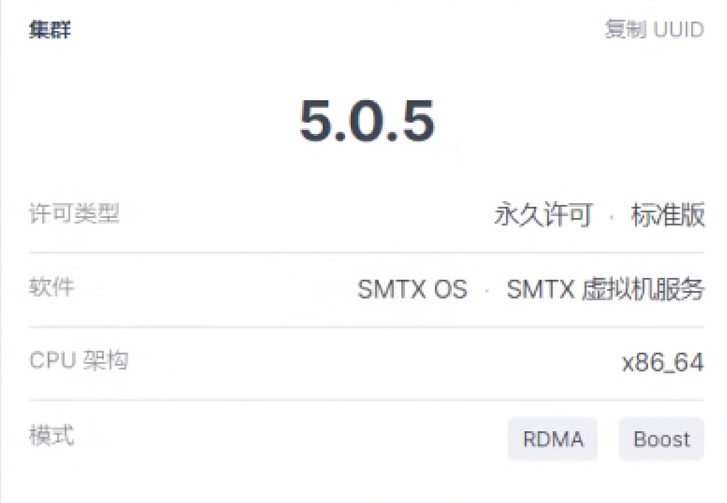 集群 复制 UUID
5.0.5
许可类型 永久许可 · 标准版
软件 SMTX OS · SMTX 虚拟机服务
CPU 架构 x86_64
模式 RDMA Boost